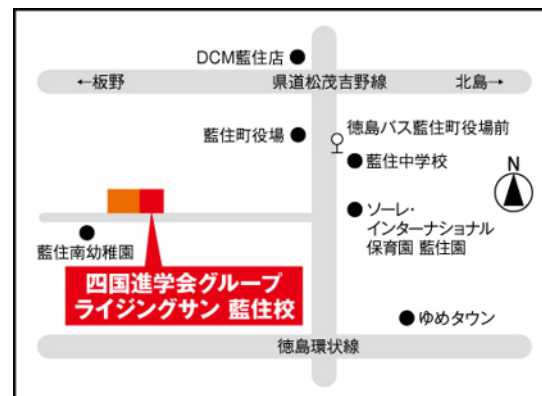 DCM藍住店
←板野
県道松茂吉野線
北島→
藍住町役場
徳島バス藍住町役場前
藍住中学校
N
ソーレ・
インターナショナル
保育園 藍住園
藍住南幼稚園
四国進学会グループ
ライジングサン 藍住校
ゆめタウン
徳島環状線